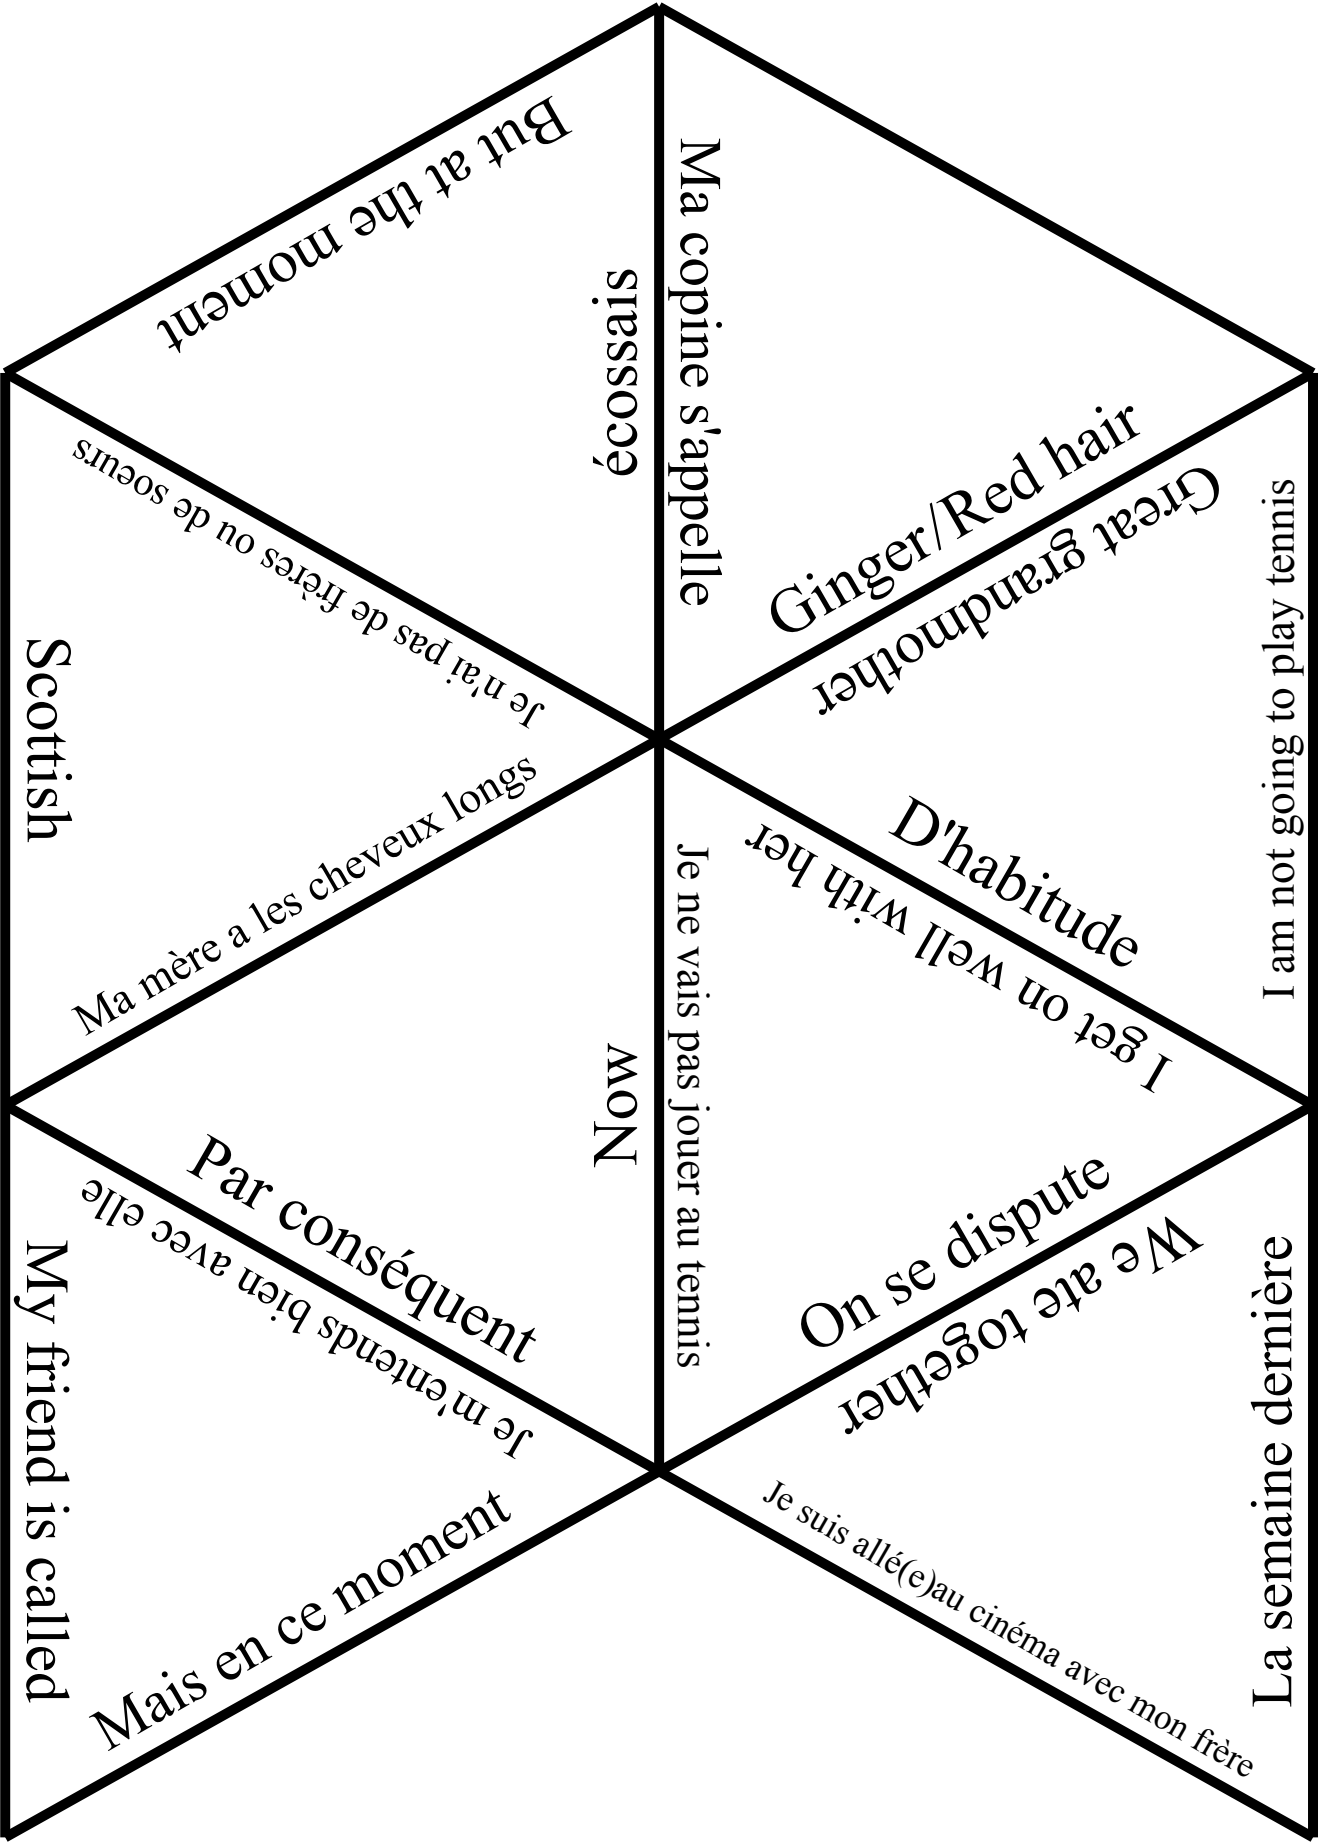 But at the moment
écossais
Ma copine s'appelle
Ginger/Red hair
Je n'ai pas de frères ou de soeurs
Scottish
Ma mère a les cheveux longs
Great grandmother
I am not going to play tennis
D'habitude
Now
Par conséquent
Je ne vais pas jouer au tennis
I get on well with her
On se dispute
Je m'entends bien avec elle
My friend is called
Mais en ce moment
We ate together
La semaine dernière
Je suis allé(e)au cinéma avec mon frère